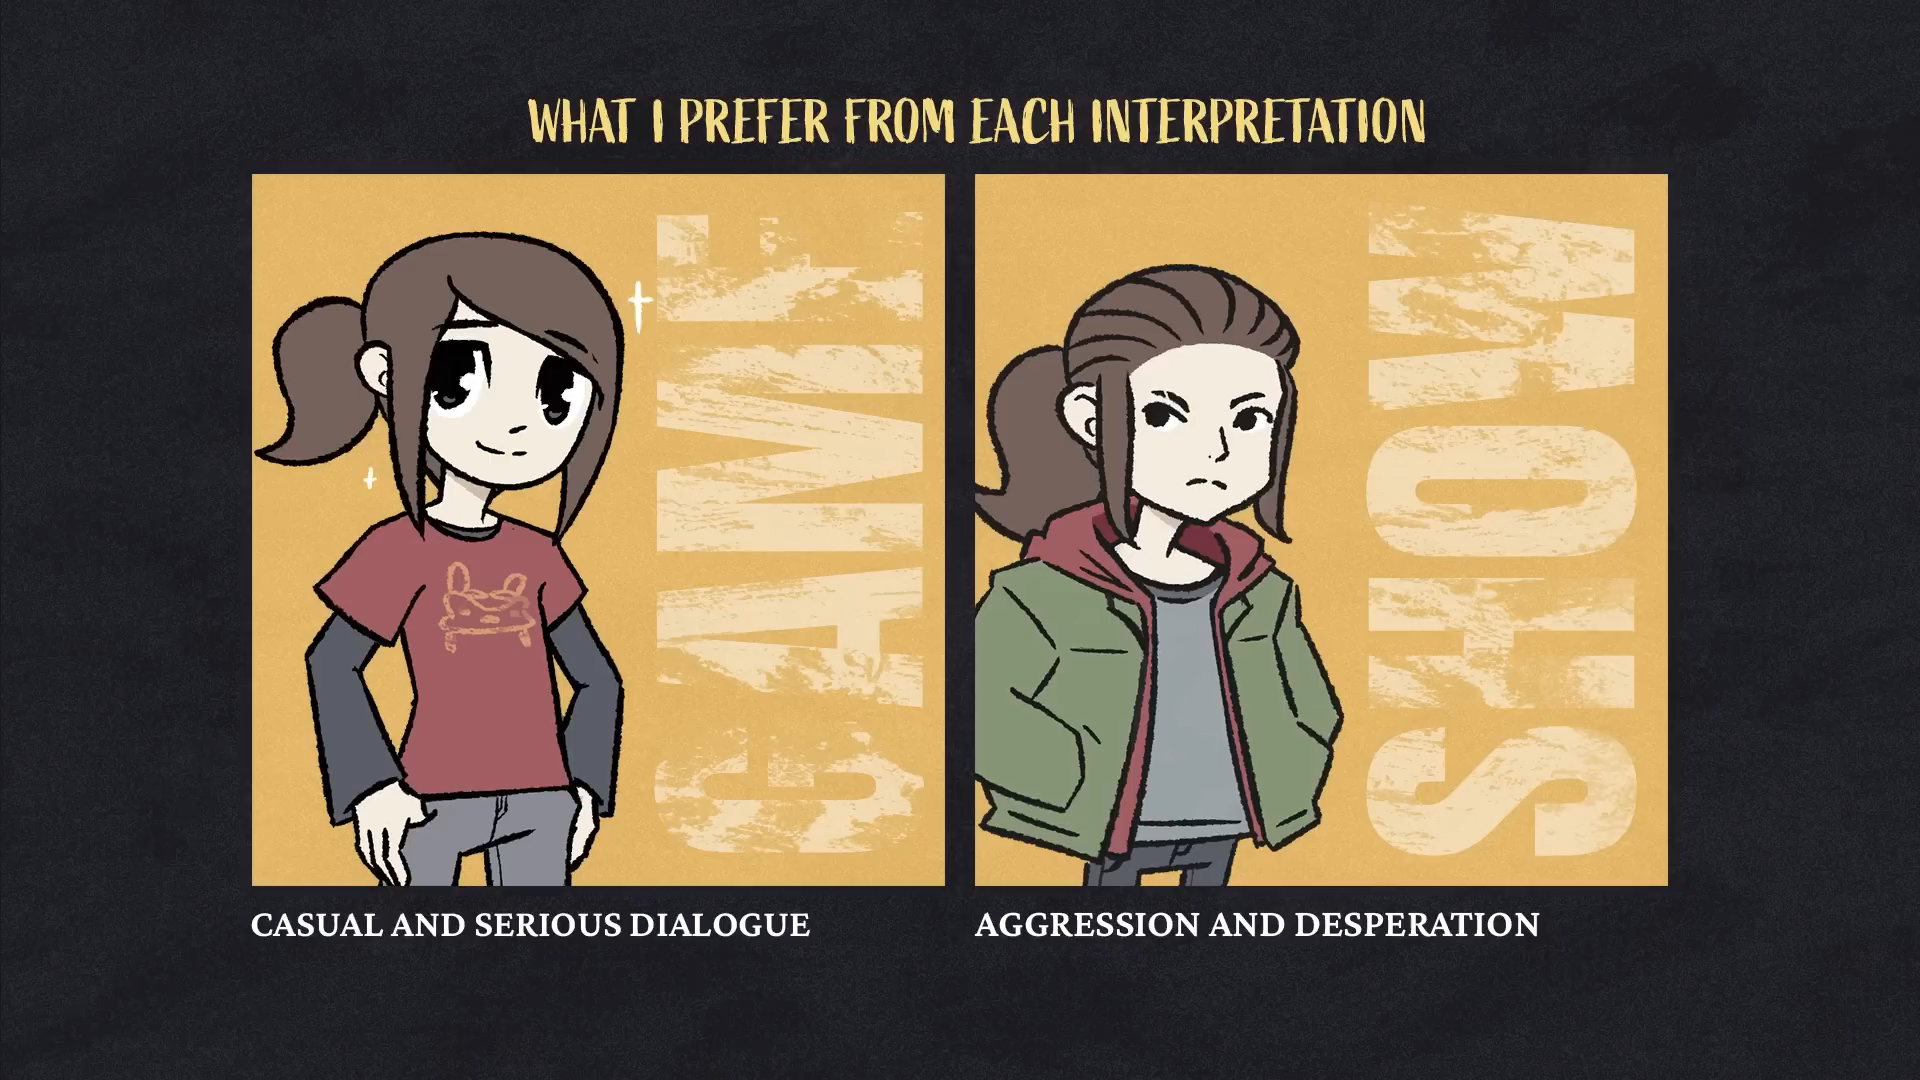 WHAT I PREFER FROM EACH INTERPRETATION
GAME
SHOW
CASUAL AND SERIOUS DIALOGUE
AGGRESSION AND DESPERATION